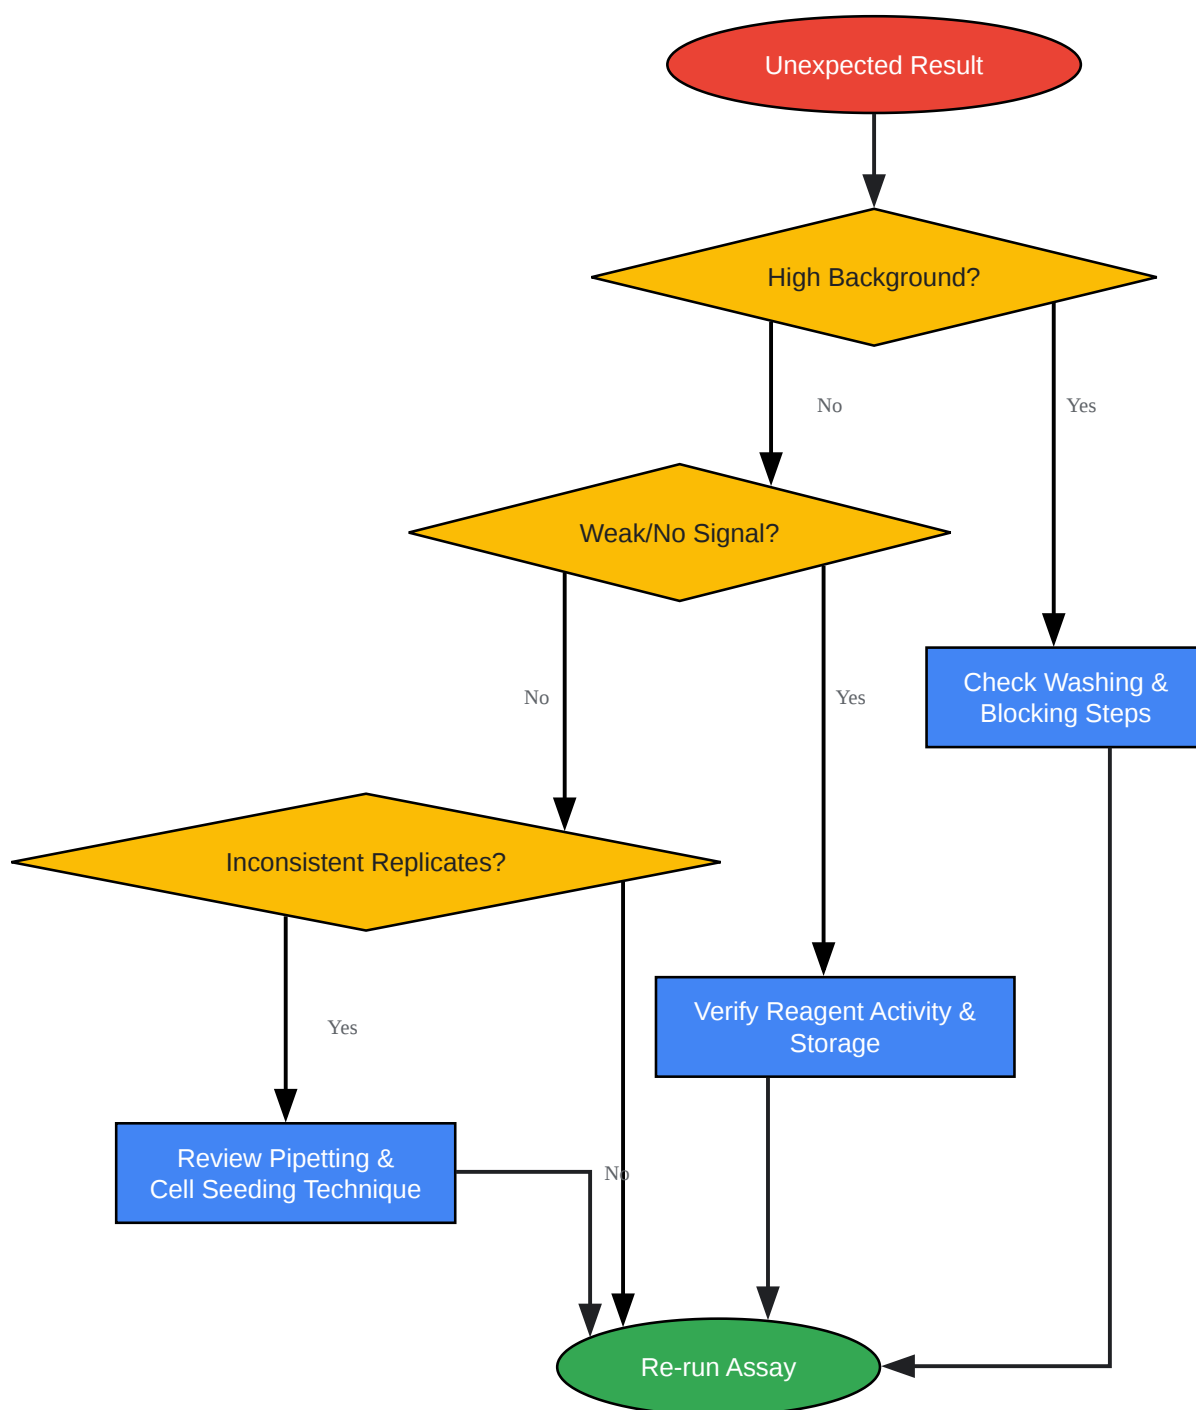 Unexpected Result
High Background?
No
Yes
Weak/No Signal?
No
Yes
Check Washing &
Blocking Steps
Inconsistent Replicates?
Yes
Verify Reagent Activity &
Storage
Review Pipetting &
Cell Seeding Technique
No
Re-run Assay